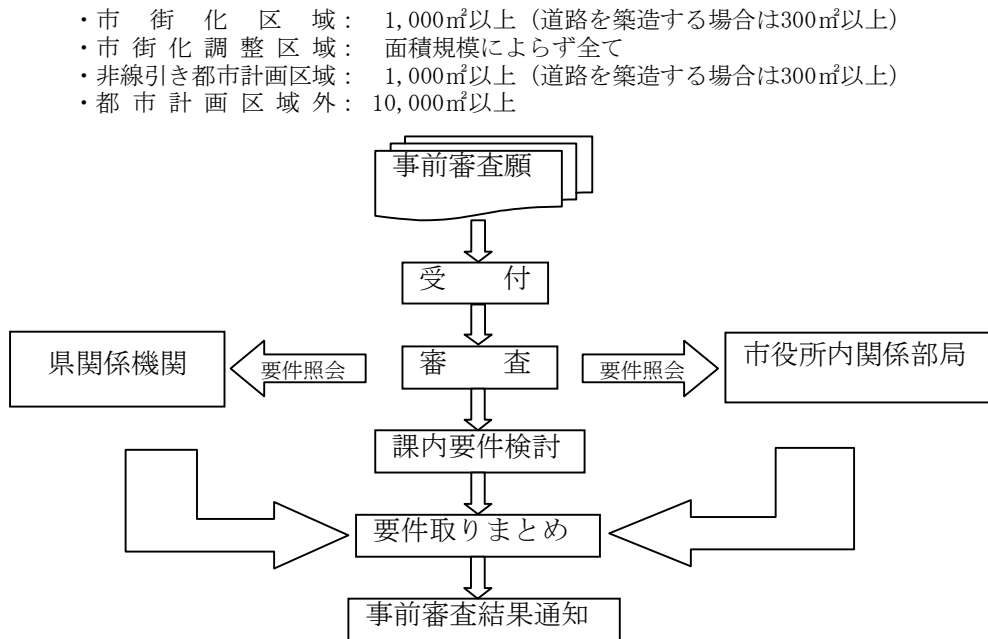 ・市街化区域： 1,000㎡以上（道路を築造する場合は300㎡以上）
・市街化調整区域： 面積規模によらず全て
・非線引き都市計画区域： 1,000㎡以上（道路を築造する場合は300㎡以上）
・都市計画区域外： 10,000㎡以上
事前審査願
受付
県関係機関
要件照会
審査
要件照会
市役所内関係部局
課内要件検討
要件取りまとめ
事前審査結果通知